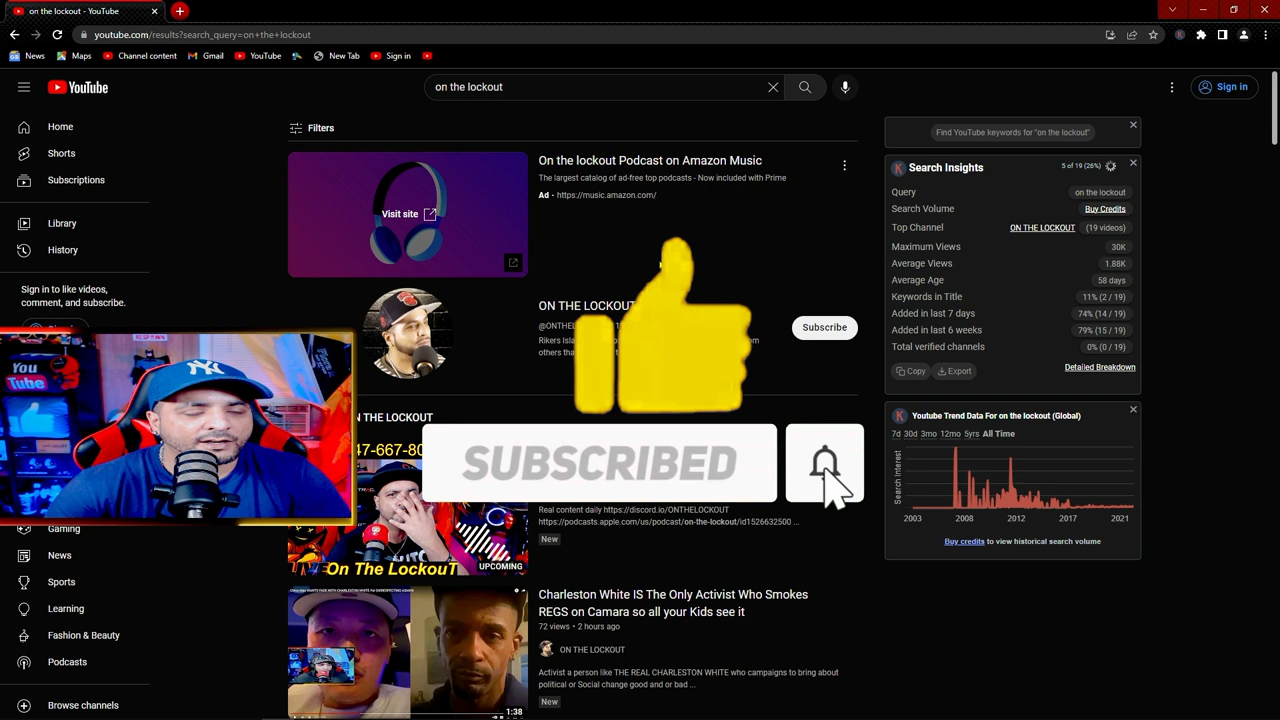 on the lockout - YouTube
youtube.com/results?search_query=on+the+lockout
News
Maps
Channel content
Gmail
YouTube
New Tab
Sign in
YouTube
on the lockout
Sign in
Home
Shorts
Subscriptions
Library
History
Sign in to like videos,
comment, and subscribe.
Gaming
News
Sports
Learning
Fashion & Beauty
Podcasts
Browse channels
Filters
Visit site
On the lockout Podcast on Amazon Music
The largest catalog of ad-free top podcasts - Now included with Prime
Ad · https://music.amazon.com/
ON THE LOCKOUT
Rikers
others
Subscribe
You
Tube
N THE LOCKOUT
47-667-80
SUBSCRIBED
Real content daily https://discord.io/ONTHELOCKOUT
https://podcasts.apple.com/us/podcast/on-the-lockout/id1526632500 ...
New
On The LockouT
UPCOMING
Charleston White IS The Only Activist Who Smokes
REGS on Camara so all your Kids see it
72 views • 2 hours ago
ON THE LOCKOUT
Activist a person like THE REAL CHARLESTON WHITE who campaigns to bring about
political or Social change good and or bad ...
New
1:38
Find YouTube keywords for "on the lockout"
Search Insights
5 of 19 (26%)
Query
on the lockout
Search Volume
Buy Credits
Top Channel
ON THE LOCKOUT
(19 videos)
Maximum Views
30K
Average Views
1.88K
Average Age
58 days
Keywords in Title
11% (2 / 19)
Added in last 7 days
74% (14 / 19)
Added in last 6 weeks
79% (15 / 19)
Total verified channels
0% (0 / 19)
Copy
Export
Detailed Breakdown
Youtube Trend Data For on the lockout (Global)
7d 30d 3mo 12mo 5yrs All Time
Search Interest
2003 2008 2012 2017 2021
Buy credits to view historical search volume